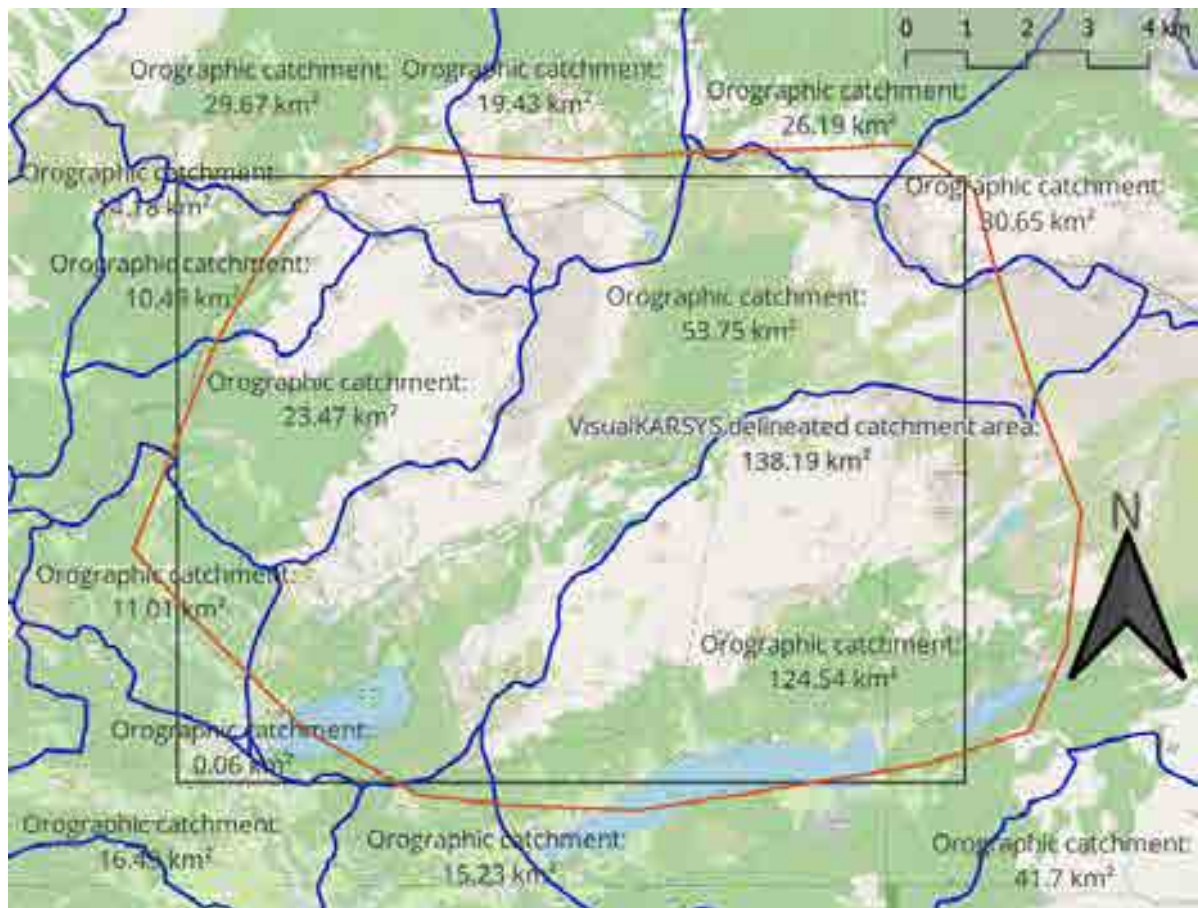 0 1 2 3 4 km
Orographic catchment:
29.67 km²
Orographic catchment:
19.43 km²
Orographic catchment:
26.19 km²
Orographic catchment:
km²
Orographic catchment:
30.65 km²
Orographic catchment:
km²
Orographic catchment:
53.75 km²
Orographic catchment:
23.47 km²
VisualKARSYS delineated catchment area:
138.19 km²
N
Orographic catchment:
11.01 km²
Orographic catchment:
124.54 km²
Orographic catchment:
0.06 km²
Orographic catchment:
km²
Orographic catchment:
15.23 km²
Orographic catchment:
41.7 km²